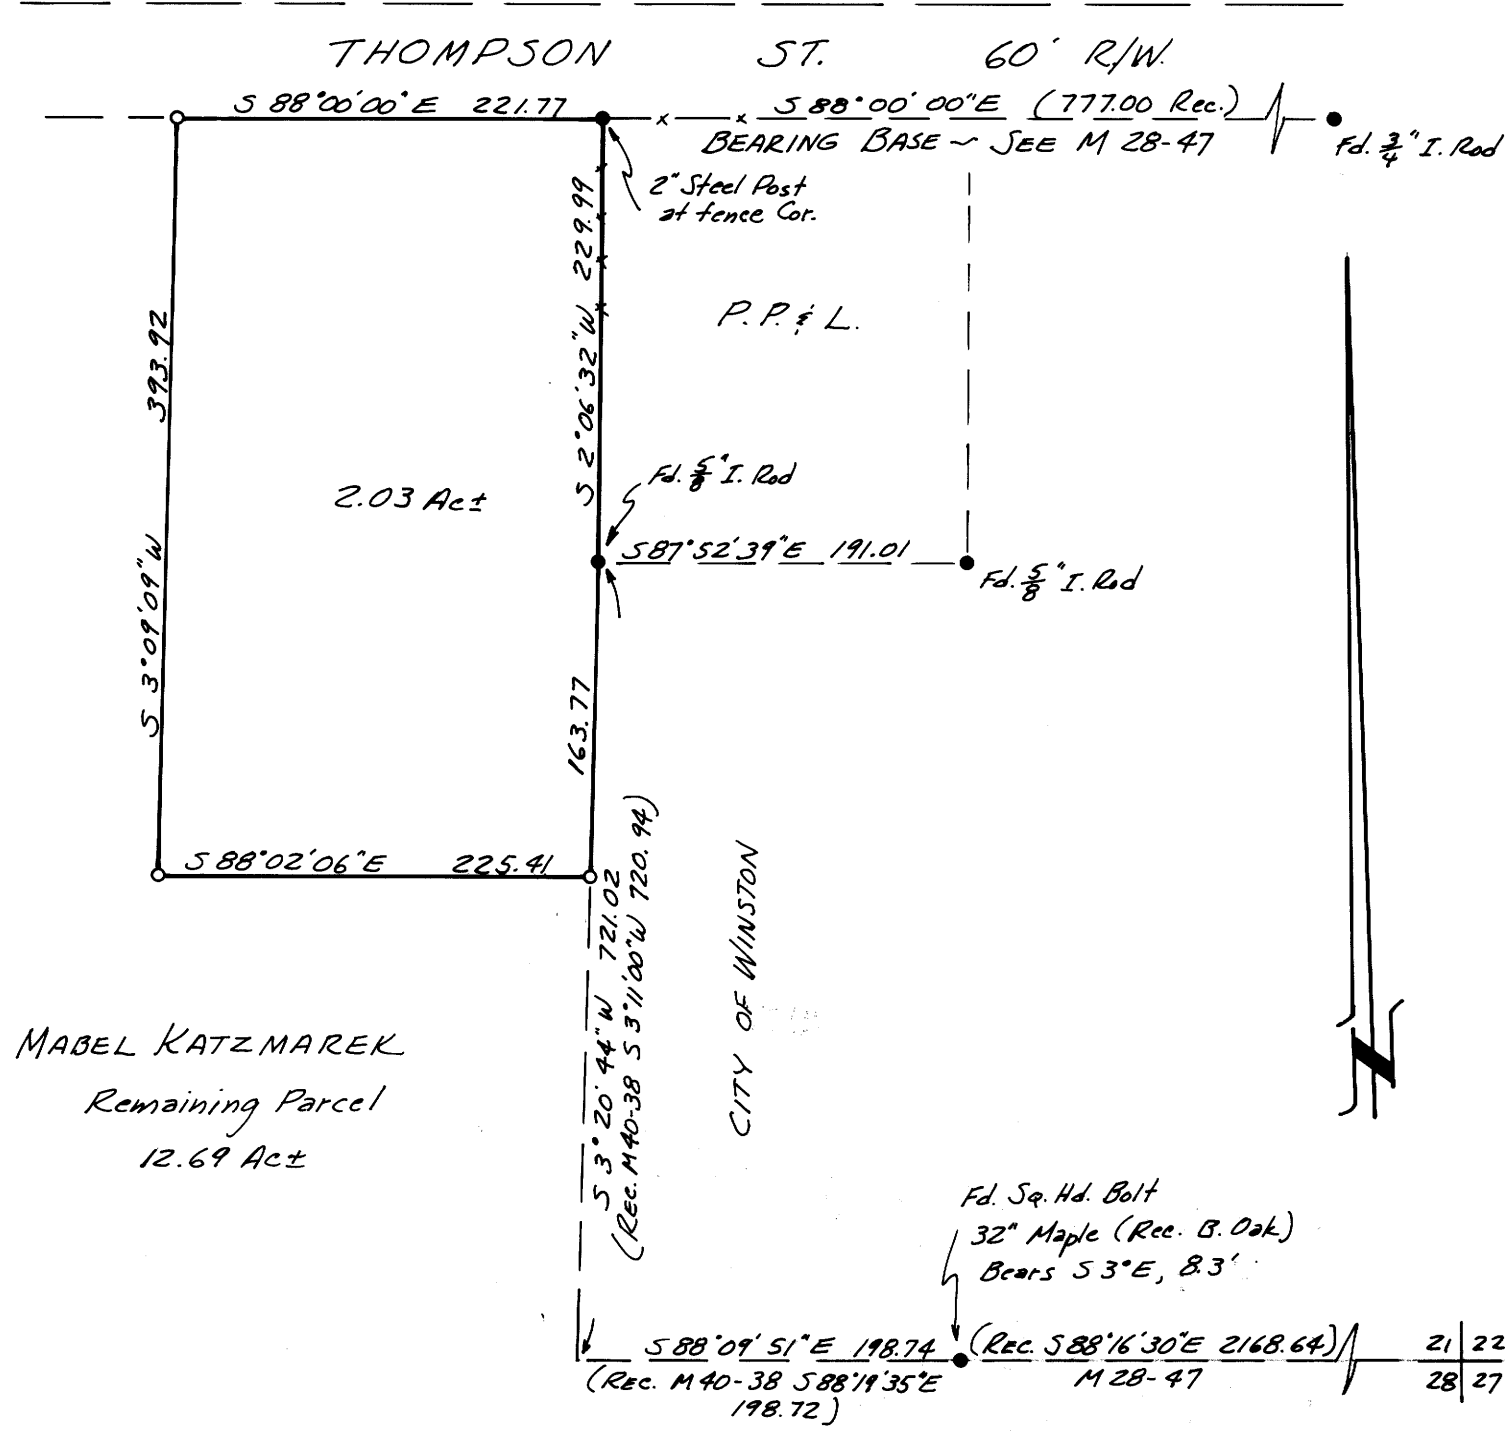 THOMPSON ST. 60' R/W.
S 88°00'00" E 221.77
S 88°00'00"E (777.00 Rec.)
BEARING BASE ~ SEE M 28-47
Fd. 3/4" I. Rod
2" Steel Post
at fence Cor.
S 2°06'32"W 229.99
P.P. & L.
393.92
S 3°09'09"W
2.03 Ac±
Fd. 5/8" I. Rod
S87°52'39"E 191.01
Fd. 5/8" I. Rod
163.77
S 88°02'06"E 225.41
S 3°20'44"W 721.02
(REC. M40-38 S 3°11'00"W 720.94)
CITY OF WINSTON
MABEL KATZMAREK
Remaining Parcel
12.69 Ac±
N
Fd. Sq. Hd. Bolt
32" Maple (Rec. B. Oak)
Bears S 3°E, 8.3'
S 88°09'51"E 198.74
(REC. M40-38 S88°19'35"E
198.72)
(REC. S88°16'30"E 2168.64)
M 28-47
21 22
28 27